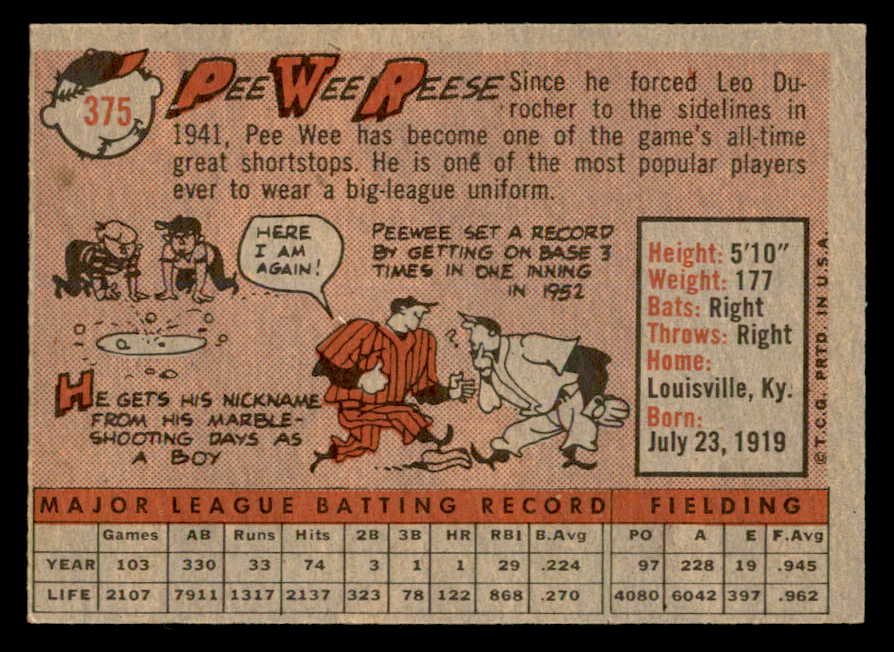 375
PEE WEE REESE
Since he forced Leo Du-
rocher to the sidelines in
1941, Pee Wee has become one of the game's all-time
great shortstops. He is one of the most popular players
ever to wear a big-league uniform.
HERE
I AM
AGAIN!
PEEWEE SET A RECORD
BY GETTING ON BASE 3
TIMES IN ONE INNING
IN 1952
HE GETS HIS NICKNAME
FROM HIS MARBLE-
SHOOTING DAYS AS
A BOY
Height: 5'10"
Weight: 177
Bats: Right
Throws: Right
Home:
Louisville, Ky.
Born:
July 23, 1919
© T.C.G. PRTD. IN U.S.A.
MAJOR LEAGUE BATTING RECORD FIELDING
Games AB Runs Hits 2B 3B HR RBI B.Avg PO A E F.Avg
YEAR 103 330 33 74 3 1 1 29 .224 97 228 19 .945
LIFE 2107 7911 1317 2137 323 78 122 868 .270 4080 6042 397 .962